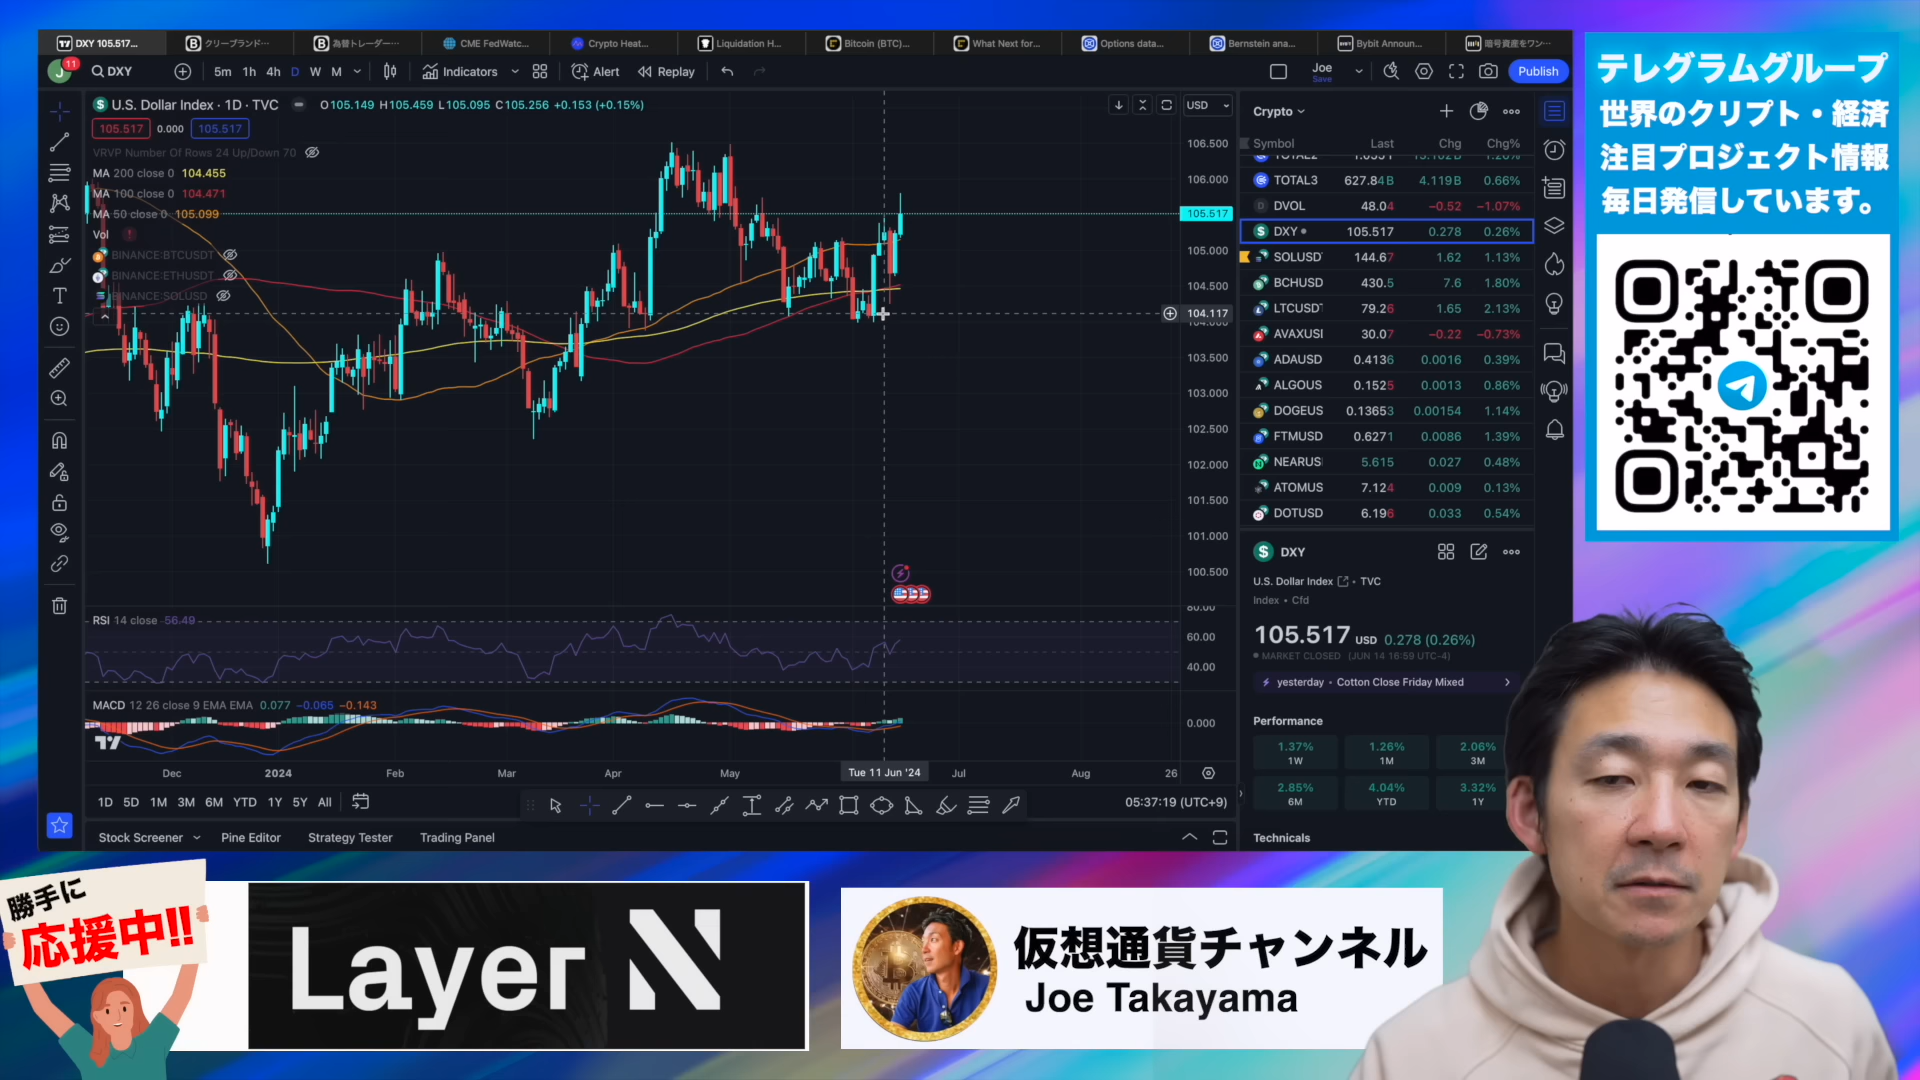 DXY 105.517...
クリーブランド...
為替トレーダー...
CME FedWatc...
Crypto Heat...
Liquidation H...
Bitcoin (BTC)...
What Next for...
Options data...
Bernstein ana...
Bybit Announ...
暗号資産をワン...
J 11
DXY
5m 1h 4h D W M
Indicators
Alert
Replay
Joe
Save
Publish
U.S. Dollar Index · 1D · TVC
O105.149 H105.459 L105.095 C105.256 +0.153 (+0.15%)
105.517 0.000 105.517
VRVP Number Of Rows 24 Up/Down 70
MA 200 close 0 104.455
MA 100 close 0 104.471
MA 50 close 0 105.099
Vol
BINANCE:BTCUSDT
BINANCE:ETHUSDT
BINANCE:SOLUSD
USD
106.500
106.000
105.517
105.000
104.500
104.117
104.000
103.500
103.000
102.500
102.000
101.500
101.000
100.500
RSI 14 close 56.49
80.00
60.00
40.00
MACD 12 26 close 9 EMA EMA 0.077 −0.065 −0.143
0.000
Dec 2024 Feb Mar Apr May Tue 11 Jun '24 Jul Aug 26
1D 5D 1M 3M 6M YTD 1Y 5Y All
05:37:19 (UTC+9)
Stock Screener Pine Editor Strategy Tester Trading Panel
Crypto
Symbol Last Chg Chg%
TOTAL3 627.84B 4.119B 0.66%
DVOL 48.04 −0.52 −1.07%
DXY 105.517 0.278 0.26%
SOLUSD 144.67 1.62 1.13%
BCHUSD 430.5 7.6 1.80%
LTCUSD 79.26 1.65 2.13%
AVAXUSI 30.07 −0.22 −0.73%
ADAUSD 0.4136 0.0016 0.39%
ALGOUS 0.1525 0.0013 0.86%
DOGEUS 0.13653 0.00154 1.14%
FTMUSD 0.6271 0.0086 1.39%
NEARUS 5.615 0.027 0.48%
ATOMUS 7.124 0.009 0.13%
DOTUSD 6.196 0.033 0.54%
DXY
U.S. Dollar Index · TVC
Index • Cfd
105.517 USD 0.278 (0.26%)
MARKET CLOSED (JUN 14 16:59 UTC-4)
yesterday • Cotton Close Friday Mixed
Performance
1.37% 1.26% 2.06%
1W 1M 3M
2.85% 4.04% 3.32%
6M YTD 1Y
Technicals
テレグラムグループ
世界のクリプト・経済
注目プロジェクト情報
毎日発信しています。
勝手に
応援中!!
Layer N
仮想通貨チャンネル
Joe Takayama